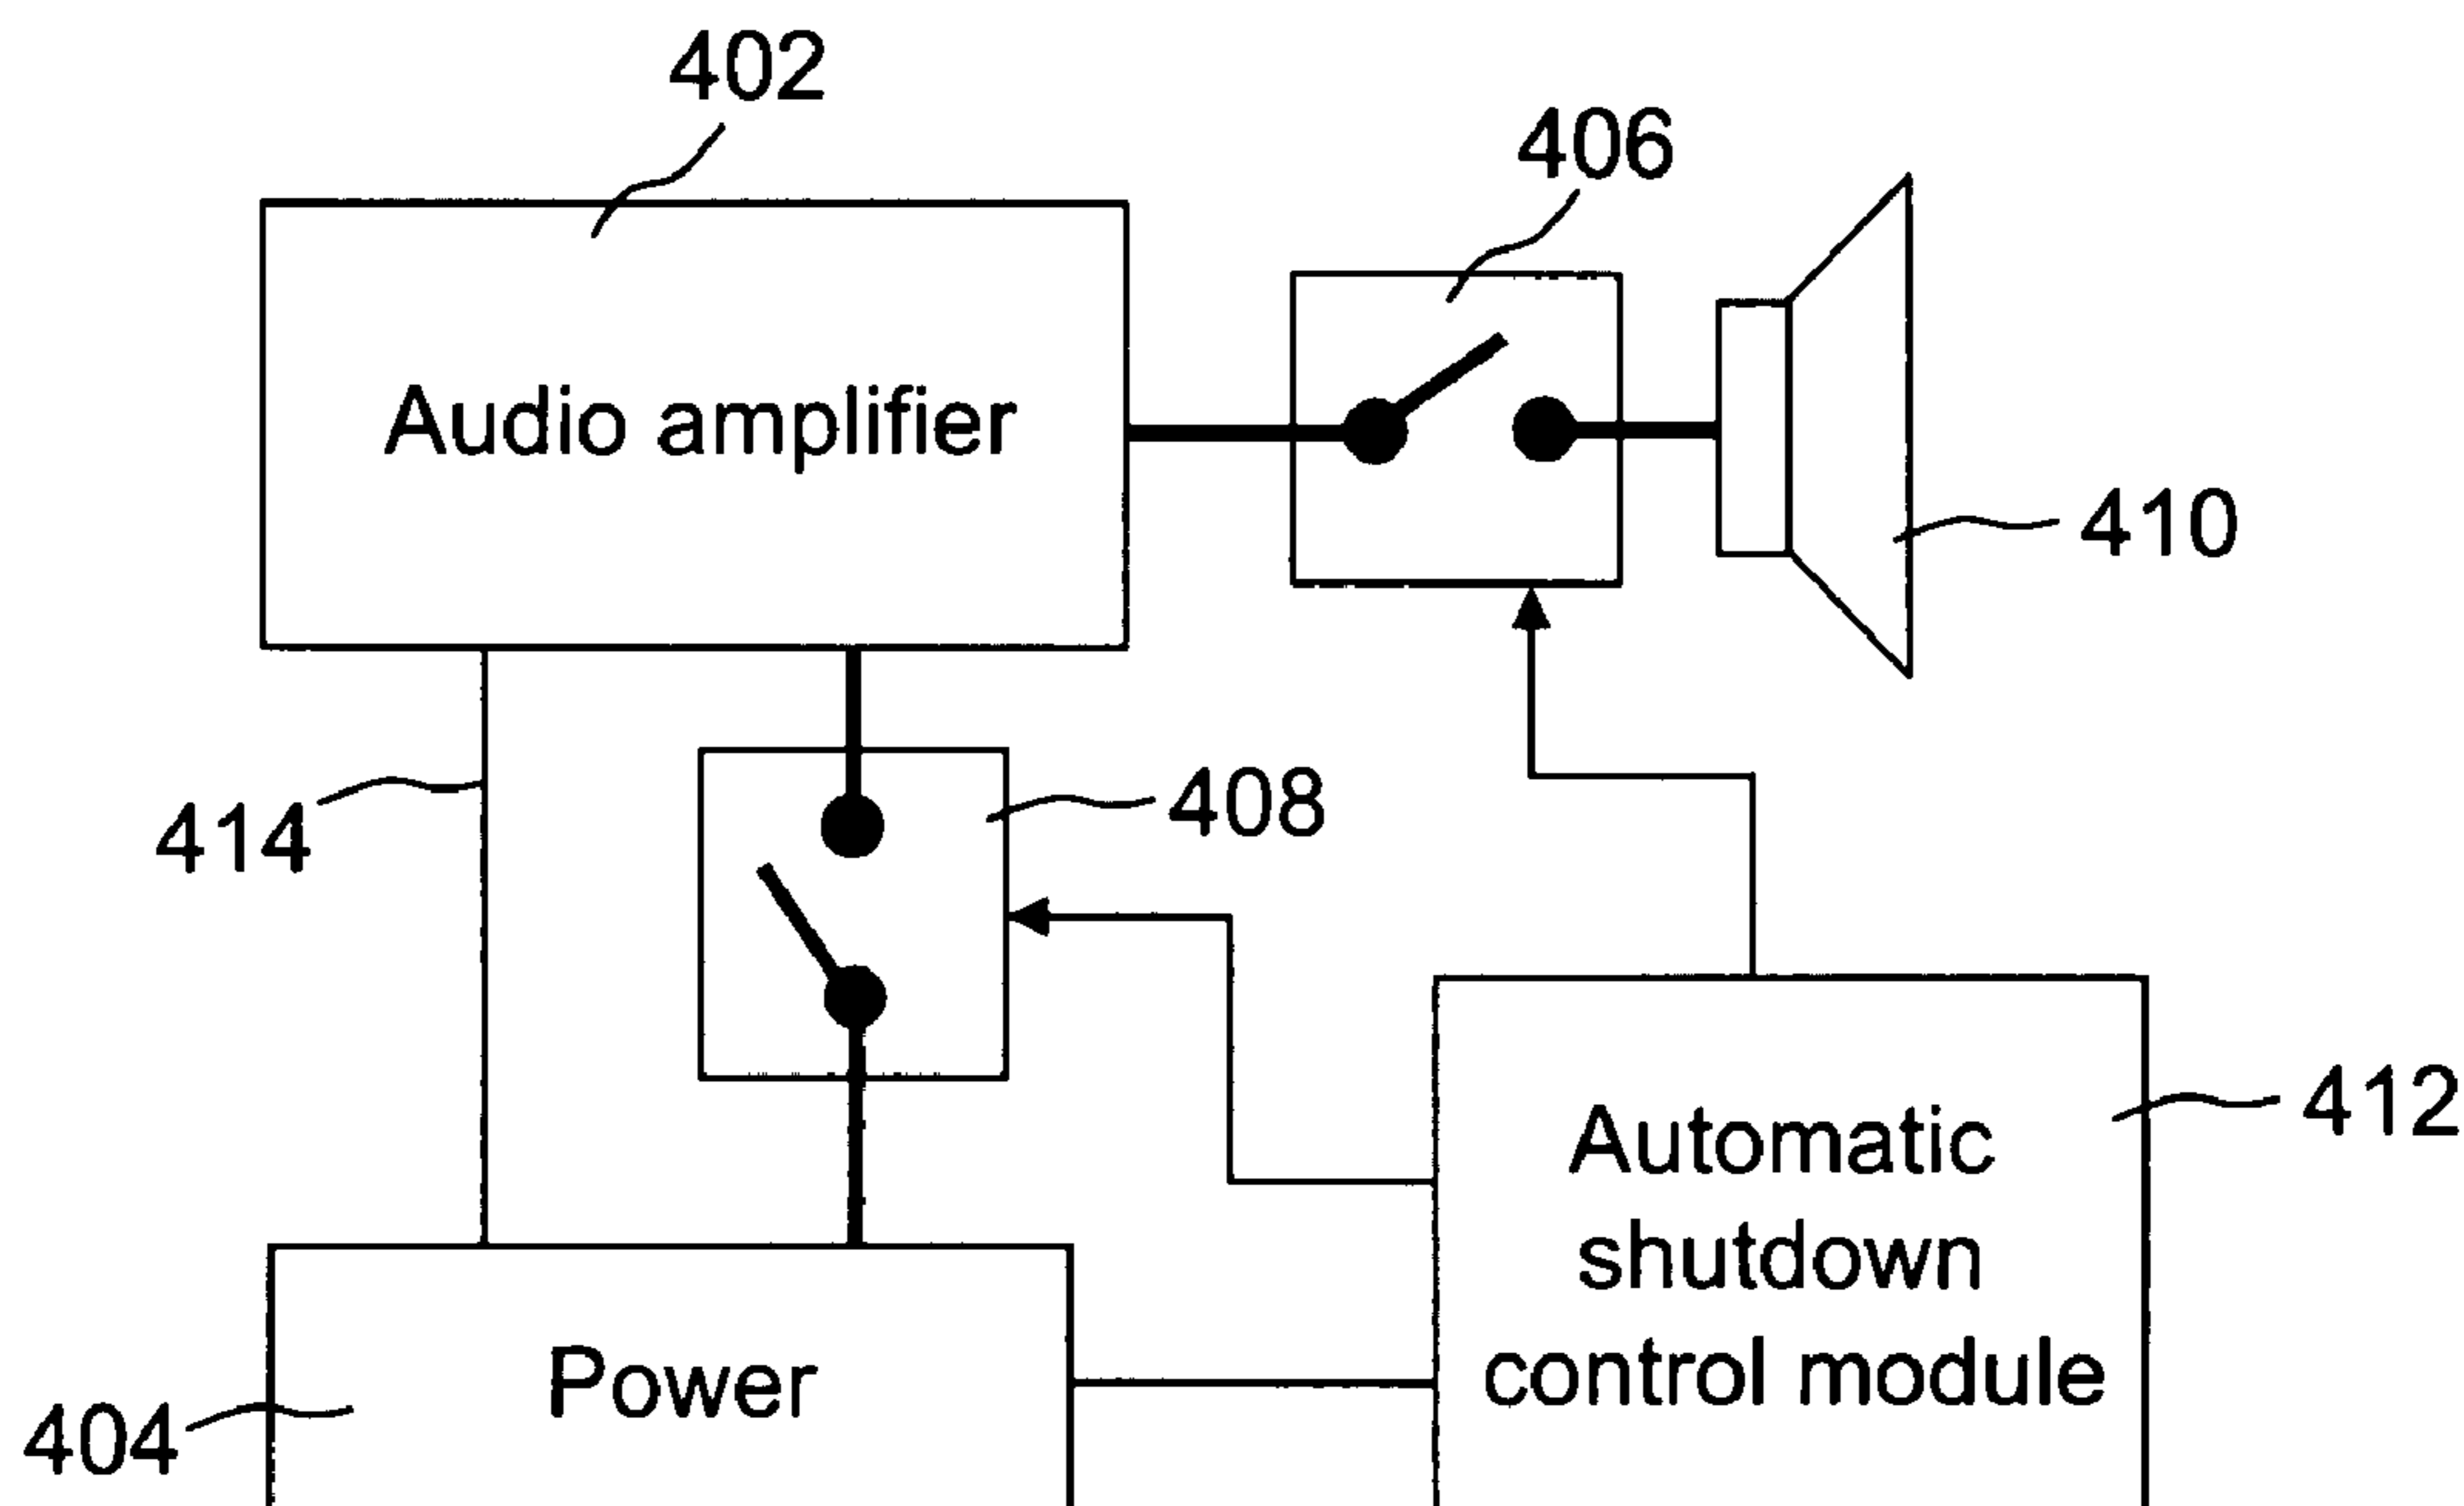 402
406
Audio amplifier
410
414
408
412
Automatic
shutdown
control module
Power
404